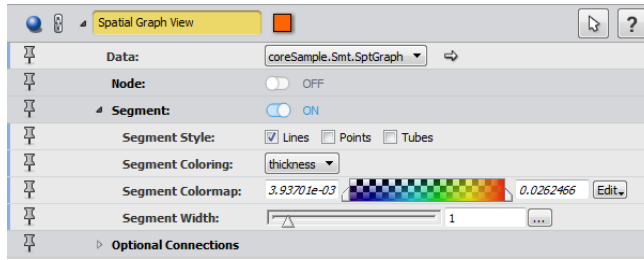 Spatial Graph View ?
Data: coreSample.Smt.SptGraph
Node: OFF
Segment: ON
Segment Style: Lines Points Tubes
Segment Coloring: thickness
Segment Colormap: 3.93701e-03 0.0262466 Edit
Segment Width: 1 ...
Optional Connections